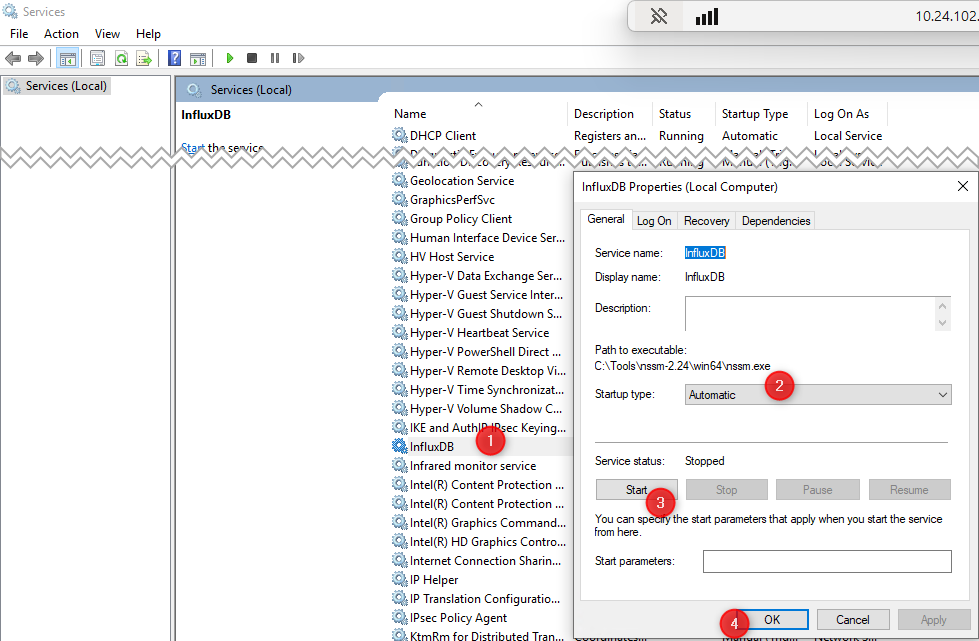 Services
10.24.102.
File Action View Help
Services (Local)
Services (Local)
InfluxDB
Start the service
Name Description Status Startup Type Log On As
DHCP Client Registers an... Running Automatic Local Service
Geolocation Service
GraphicsPerfSvc
Group Policy Client
Human Interface Device Ser...
HV Host Service
Hyper-V Data Exchange Ser...
Hyper-V Guest Service Inter...
Hyper-V Guest Shutdown S...
Hyper-V Heartbeat Service
Hyper-V PowerShell Direct ...
Hyper-V Remote Desktop Vi...
Hyper-V Time Synchronizat...
Hyper-V Volume Shadow C...
IKE and AuthIP IPsec Keying...
InfluxDB
1
Infrared monitor service
Intel(R) Content Protection ...
Intel(R) Content Protection ...
Intel(R) Graphics Command...
Intel(R) HD Graphics Contro...
Internet Connection Sharin...
IP Helper
IP Translation Configuratio...
IPsec Policy Agent
KtmRm for Distributed Tran...
InfluxDB Properties (Local Computer)
General Log On Recovery Dependencies
Service name: InfluxDB
Display name: InfluxDB
Description:
Path to executable:
C:\Tools\nssm-2.24\win64\nssm.exe
Startup type: Automatic
2
Service status: Stopped
Start Stop Pause Resume
3
You can specify the start parameters that apply when you start the service
from here.
Start parameters:
4
OK Cancel Apply